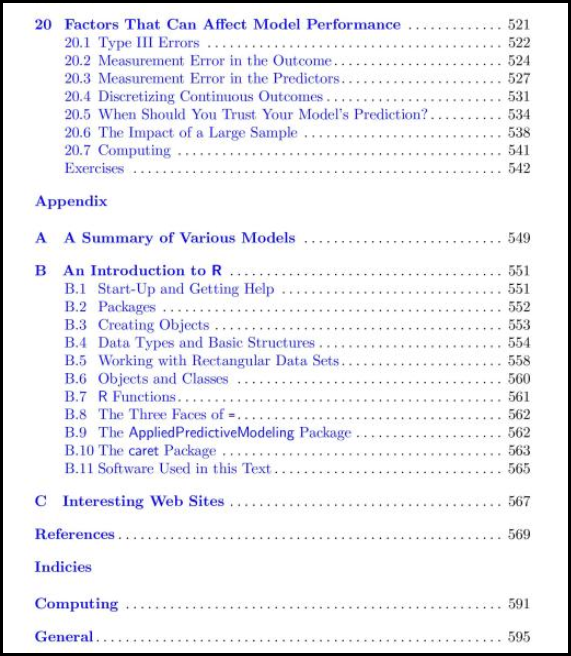 20 Factors That Can Affect Model Performance ............. 521
20.1 Type III Errors .................................. 522
20.2 Measurement Error in the Outcome .................... 524
20.3 Measurement Error in the Predictors ................... 527
20.4 Discretizing Continuous Outcomes ..................... 531
20.5 When Should You Trust Your Model's Prediction? .......... 534
20.6 The Impact of a Large Sample ........................ 538
20.7 Computing ...................................... 541
Exercises ........................................... 542
Appendix
A A Summary of Various Models ........................... 549
B An Introduction to R .................................. 551
B.1 Start-Up and Getting Help ........................... 551
B.2 Packages ........................................ 552
B.3 Creating Objects ................................. 553
B.4 Data Types and Basic Structures ...................... 554
B.5 Working with Rectangular Data Sets ................... 558
B.6 Objects and Classes ............................... 560
B.7 R Functions ..................................... 561
B.8 The Three Faces of = ............................... 562
B.9 The AppliedPredictiveModeling Package ................. 562
B.10 The caret Package ................................ 563
B.11 Software Used in this Text .......................... 565
C Interesting Web Sites .................................. 567
References .............................................. 569
Indicies
Computing ............................................. 591
General ................................................ 595